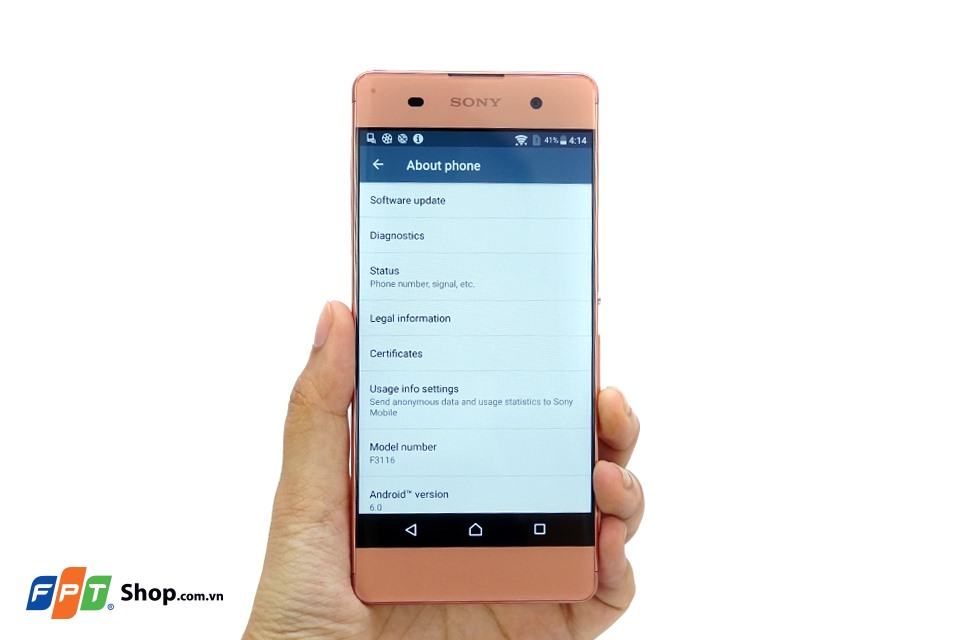 SONY
41% 4:14
About phone
Software update
Diagnostics
Status
Phone number, signal, etc.
Legal information
Certificates
Usage info settings
Send anonymous data and usage statistics to Sony
Mobile
Model number
F3116
Android™ version
6.0
FPT® Shop.com.vn